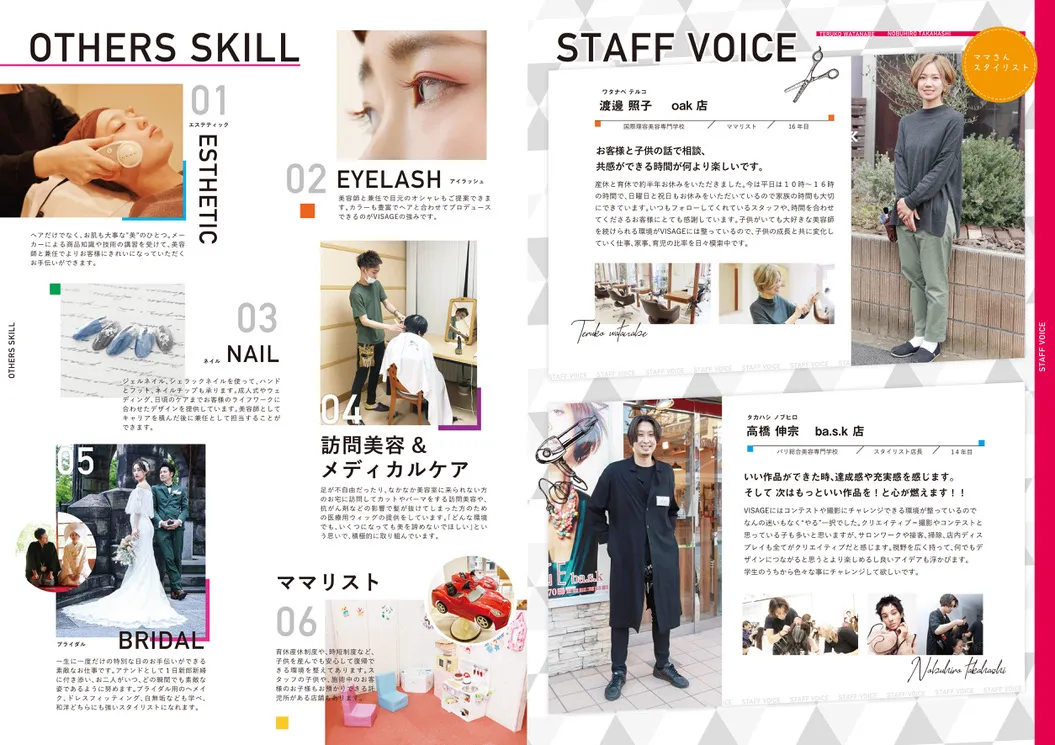 OTHERS SKILL
01
エステティック
ESTHETIC
ヘアだけでなく、お肌も大事な"美"のひとつ。メー
カーによる商品知識や技術の講習を受けて、美容
師と兼任でよりお客様にきれいになっていただく
お手伝いができます。
02
EYELASH アイラッシュ
美容師と兼任で目元のオシャレもご提案できま
す。カラーも豊富でヘアと合わせてプロデュース
できるのがVISAGEの強みです。
03
ネイル NAIL
ジェルネイル、シェラックネイルを使って、ハンド
とフット、ネイルチップも承ります。成人式やウェ
ディング、日頃のケアまでお客様のライフワークに
合わせたデザインを提供しています。美容師として
キャリアを積んだ後に兼任として担当することが
できます。
04
訪問美容 &
メディカルケア
足が不自由だったり、なかなか美容室に来られない方
のお宅に訪問してカットやパーマをする訪問美容や、
抗がん剤などの影響で髪が抜けてしまった方のため
の医療用ウィッグの提供をしています。「どんな環境
でも、いくつになっても美を諦めないでほしい」とい
う思いで、積極的に取り組んでいます。
05
ブライダル BRIDAL
一生に一度だけの特別な日のお手伝いができる
素敵なお仕事です。アテンドとして1日新郎新婦
に付き添い、お二人がいつ、どの瞬間でも素敵な
姿であるように努めます。ブライダル用のヘアメイ
ク、ドレスフィッティング、白無垢なども学べ、
和洋どちらにも強いスタイリストになれます。
ママリスト
06
育休産休制度や、時短制度など、
子供を産んでも安心して復帰で
きる環境を整えてあります。ス
タッフの子供や、施術中のお客
様のお子様もお預かりできる託
児所がある店舗もあります。
OTHERS SKILL
STAFF VOICE
TERUKO WATANABE NOBUHIRO TAKAHASHI
ママさん
スタイリスト
ワタナベ テルコ
渡邊 照子 oak 店
国際理容美容専門学校 / ママリスト / 16年目
お客様と子供の話で相談、
共感ができる時間が何より楽しいです。
産休と育休で約半年お休みをいただきました。今は平日は10時〜16時
の時間で、日曜日と祝日もお休みをいただいているので家族の時間も大切
にできています。いつもフォローしてくれているスタッフや、時間を合わせ
てくださるお客様にとても感謝しています。子供がいても大好きな美容師
を続けられる環境がVISAGEには整っているので、子供の成長と共に変化し
ていく仕事、家事、育児の比率を日々模索中です。
Teruko watanabe
STAFF VOICE STAFF VOICE STAFF VOICE STAFF VOICE STAFF VOICE STAFF VOICE
タカハシ ノブヒロ
高橋 伸宗 ba.s.k 店
パリ総合美容専門学校 / スタイリスト店長 / 14年目
いい作品ができた時、達成感や充実感を感じます。
そして 次はもっといい作品を!と心が燃えます!!
VISAGEにはコンテストや撮影にチャレンジできる環境が整っているので
なんの迷いもなく"やる"一択でした。クリエイティブ=撮影やコンテストと
思っている子も多いと思いますが、サロンワークや接客、掃除、店内ディス
プレイも全てがクリエイティブだと感じます。視野を広く持って、何でもデ
ザインにつながると思うとより楽しめるし良いアイデアも浮かびます。
学生のうちから色々な事にチャレンジして欲しいです。
ba.s.k
Nobuhiro takahashi
STAFF VOICE STAFF VOICE STAFF VOICE
STAFF VOICE